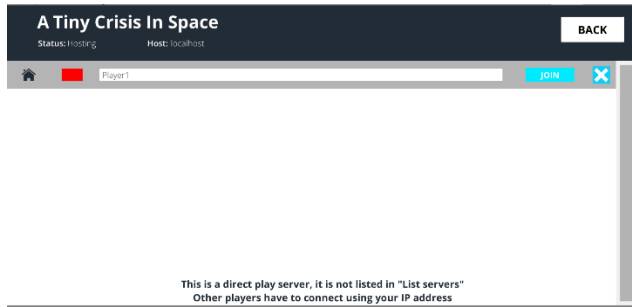 A Tiny Crisis In Space
Status: Hosting Host: localhost
BACK
Player1 JOIN
This is a direct play server, it is not listed in "List servers"
Other players have to connect using your IP address